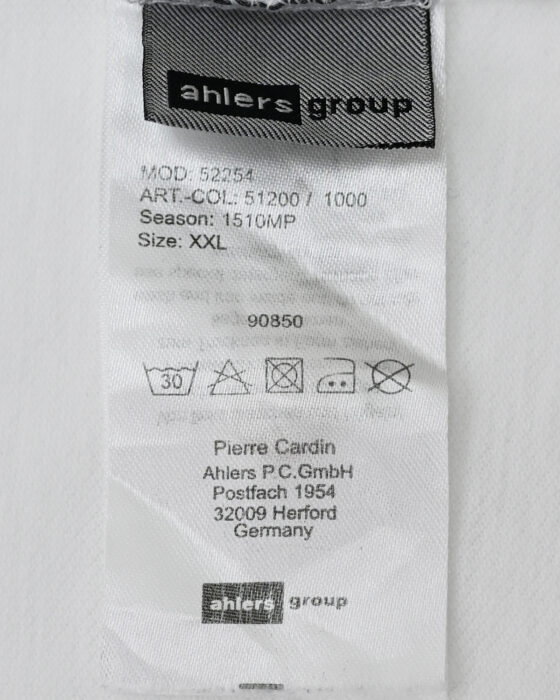 ahlers group
MOD: 52254
ART.-COL: 51200 / 1000
Season: 1510MP
Size: XXL
90850
30
Pierre Cardin
Ahlers P.C.GmbH
Postfach 1954
32009 Herford
Germany
ahlers group